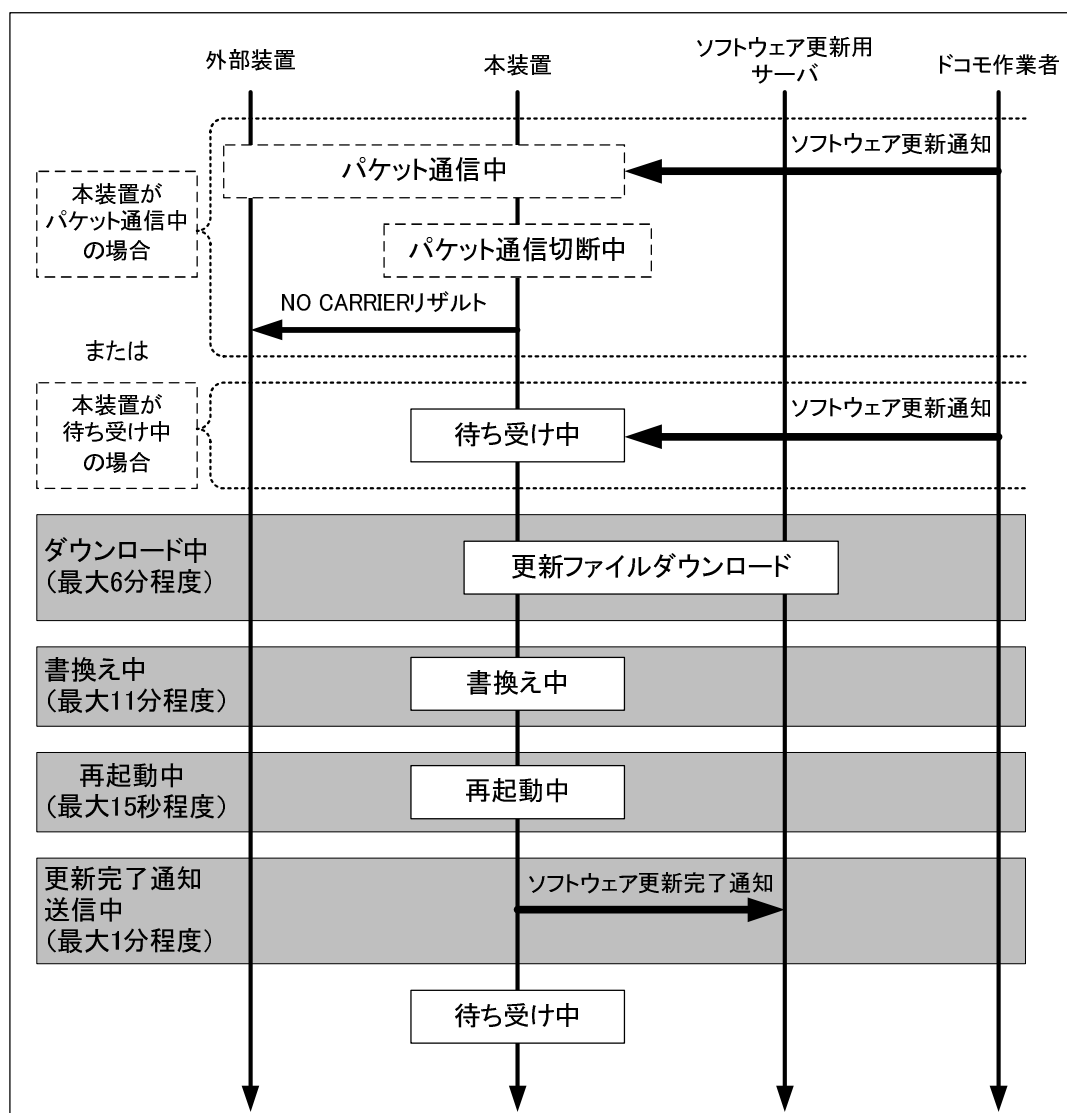 外部装置
本装置
ソフトウェア更新用
サーバ
ドコモ作業者
ソフトウェア更新通知
パケット通信中
本装置が
パケット通信中
の場合
パケット通信切断中
NO CARRIERリザルト
または
本装置が
待ち受け中
の場合
ソフトウェア更新通知
待ち受け中
ダウンロード中
(最大6分程度)
更新ファイルダウンロード
書換え中
(最大11分程度)
書換え中
再起動中
(最大15秒程度)
再起動中
更新完了通知
送信中
(最大1分程度)
ソフトウェア更新完了通知
待ち受け中